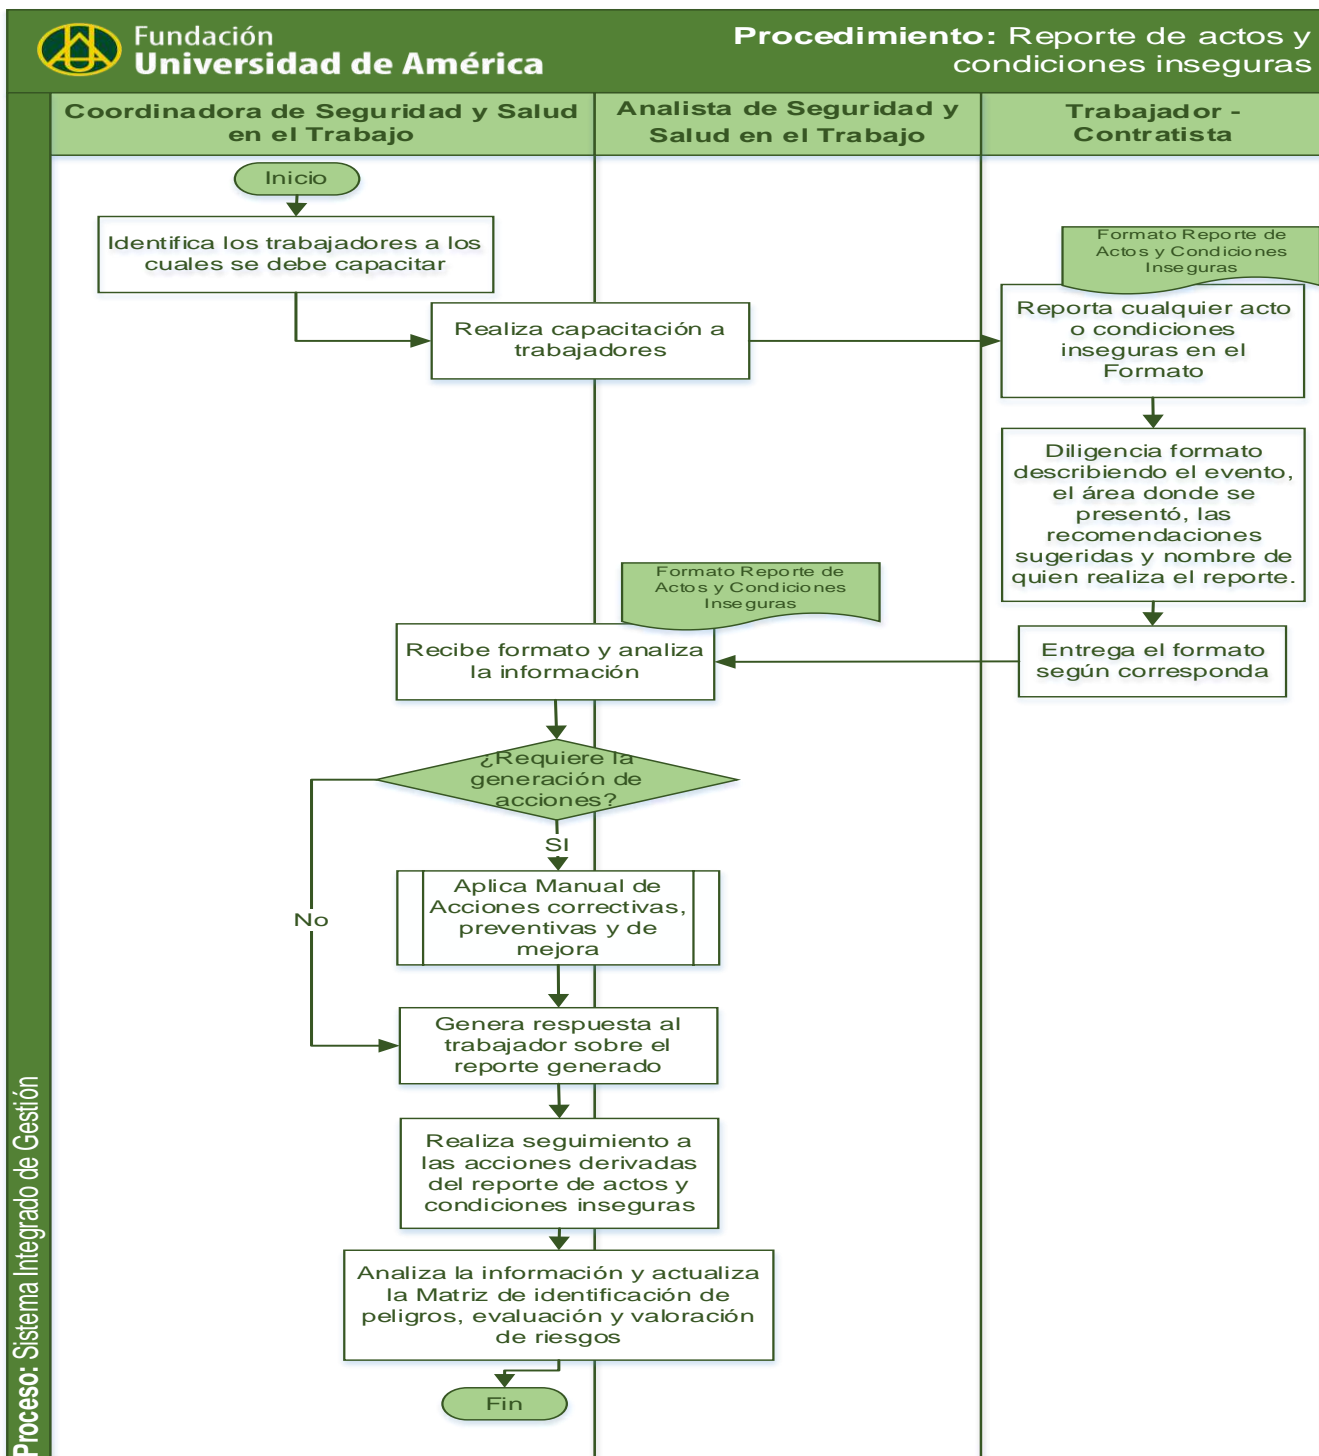 Fundación
Universidad de América
Procedimiento: Reporte de actos y
condiciones inseguras
Coordinadora de Seguridad y Salud
en el Trabajo
Analista de Seguridad y
Salud en el Trabajo
Trabajador -
Contratista
Inicio
Identifica los trabajadores a los
cuales se debe capacitar
Realiza capacitación a
trabajadores
Formato Reporte de
Actos y Condiciones
Inseguras
Reporta cualquier acto
o condiciones
inseguras en el
Formato
Diligencia formato
describiendo el evento,
el área donde se
presentó, las
recomendaciones
sugeridas y nombre de
quien realiza el reporte.
Entrega el formato
según corresponda
Formato Reporte de
Actos y Condiciones
Inseguras
Recibe formato y analiza
la información
¿Requiere la
generación de
acciones?
SI
No
Aplica Manual de
Acciones correctivas,
preventivas y de
mejora
Genera respuesta al
trabajador sobre el
reporte generado
Realiza seguimiento a
las acciones derivadas
del reporte de actos y
condiciones inseguras
Analiza la información y actualiza
la Matriz de identificación de
peligros, evaluación y valoración
de riesgos
Fin
Proceso: Sistema Integrado de Gestión